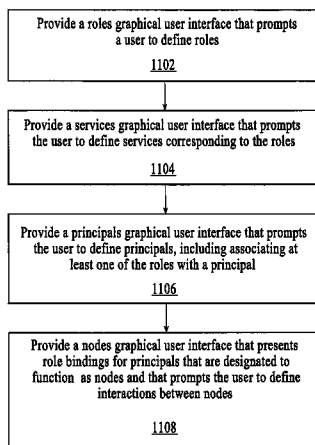 Provide a roles graphical user interface that prompts
a user to define roles
1102
Provide a services graphical user interface that prompts
the user to define services corresponding to the roles
1104
Provide a principals graphical user interface that prompts
the user to define principals, including associating at
least one of the roles with a principal
1106
Provide a nodes graphical user interface that presents
role bindings for principals that are designated to
function as nodes and that prompts the user to define
interactions between nodes
1108